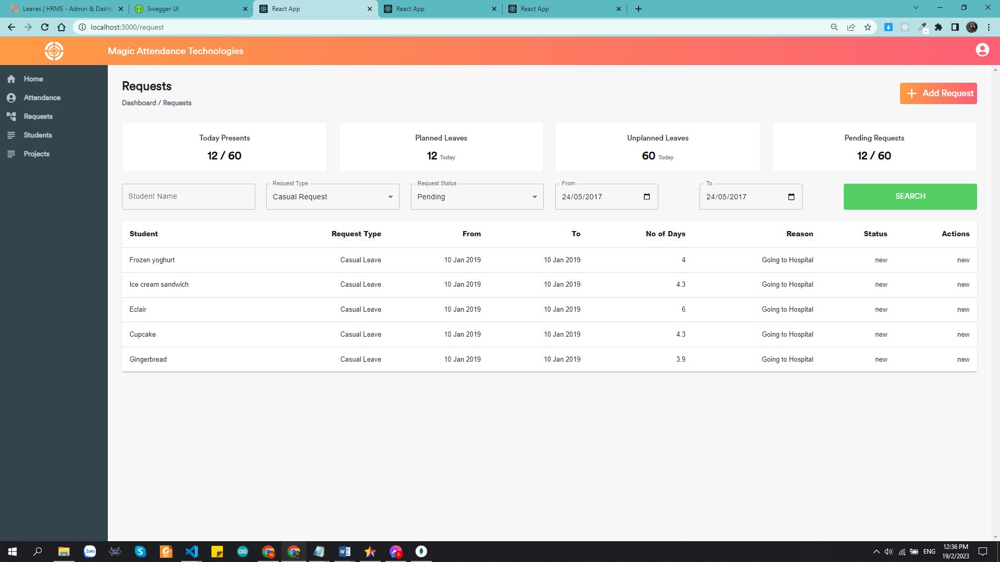 Leaves | HRMS - Admin & Dashb
Swagger UI
React App
React App
React App
localhost:3000/request
Magic Attendance Technologies
Home
Attendance
Requests
Students
Projects
Requests
Dashboard / Requests
Add Request
Today Presents
12 / 60
Planned Leaves
12 Today
Unplanned Leaves
60 Today
Pending Requests
12 / 60
Student Name
Request Type
Casual Request
Request Status
Pending
From
24/05/2017
To
24/05/2017
SEARCH
Student Request Type From To No of Days Reason Status Actions
Frozen yoghurt Casual Leave 10 Jan 2019 10 Jan 2019 4 Going to Hospital new new
Ice cream sandwich Casual Leave 10 Jan 2019 10 Jan 2019 4.3 Going to Hospital new new
Eclair Casual Leave 10 Jan 2019 10 Jan 2019 6 Going to Hospital new new
Cupcake Casual Leave 10 Jan 2019 10 Jan 2019 4.3 Going to Hospital new new
Gingerbread Casual Leave 10 Jan 2019 10 Jan 2019 3.9 Going to Hospital new new
Zalo
S
G
PDF
N
W
3
ENG
12:36 PM
19/2/2023